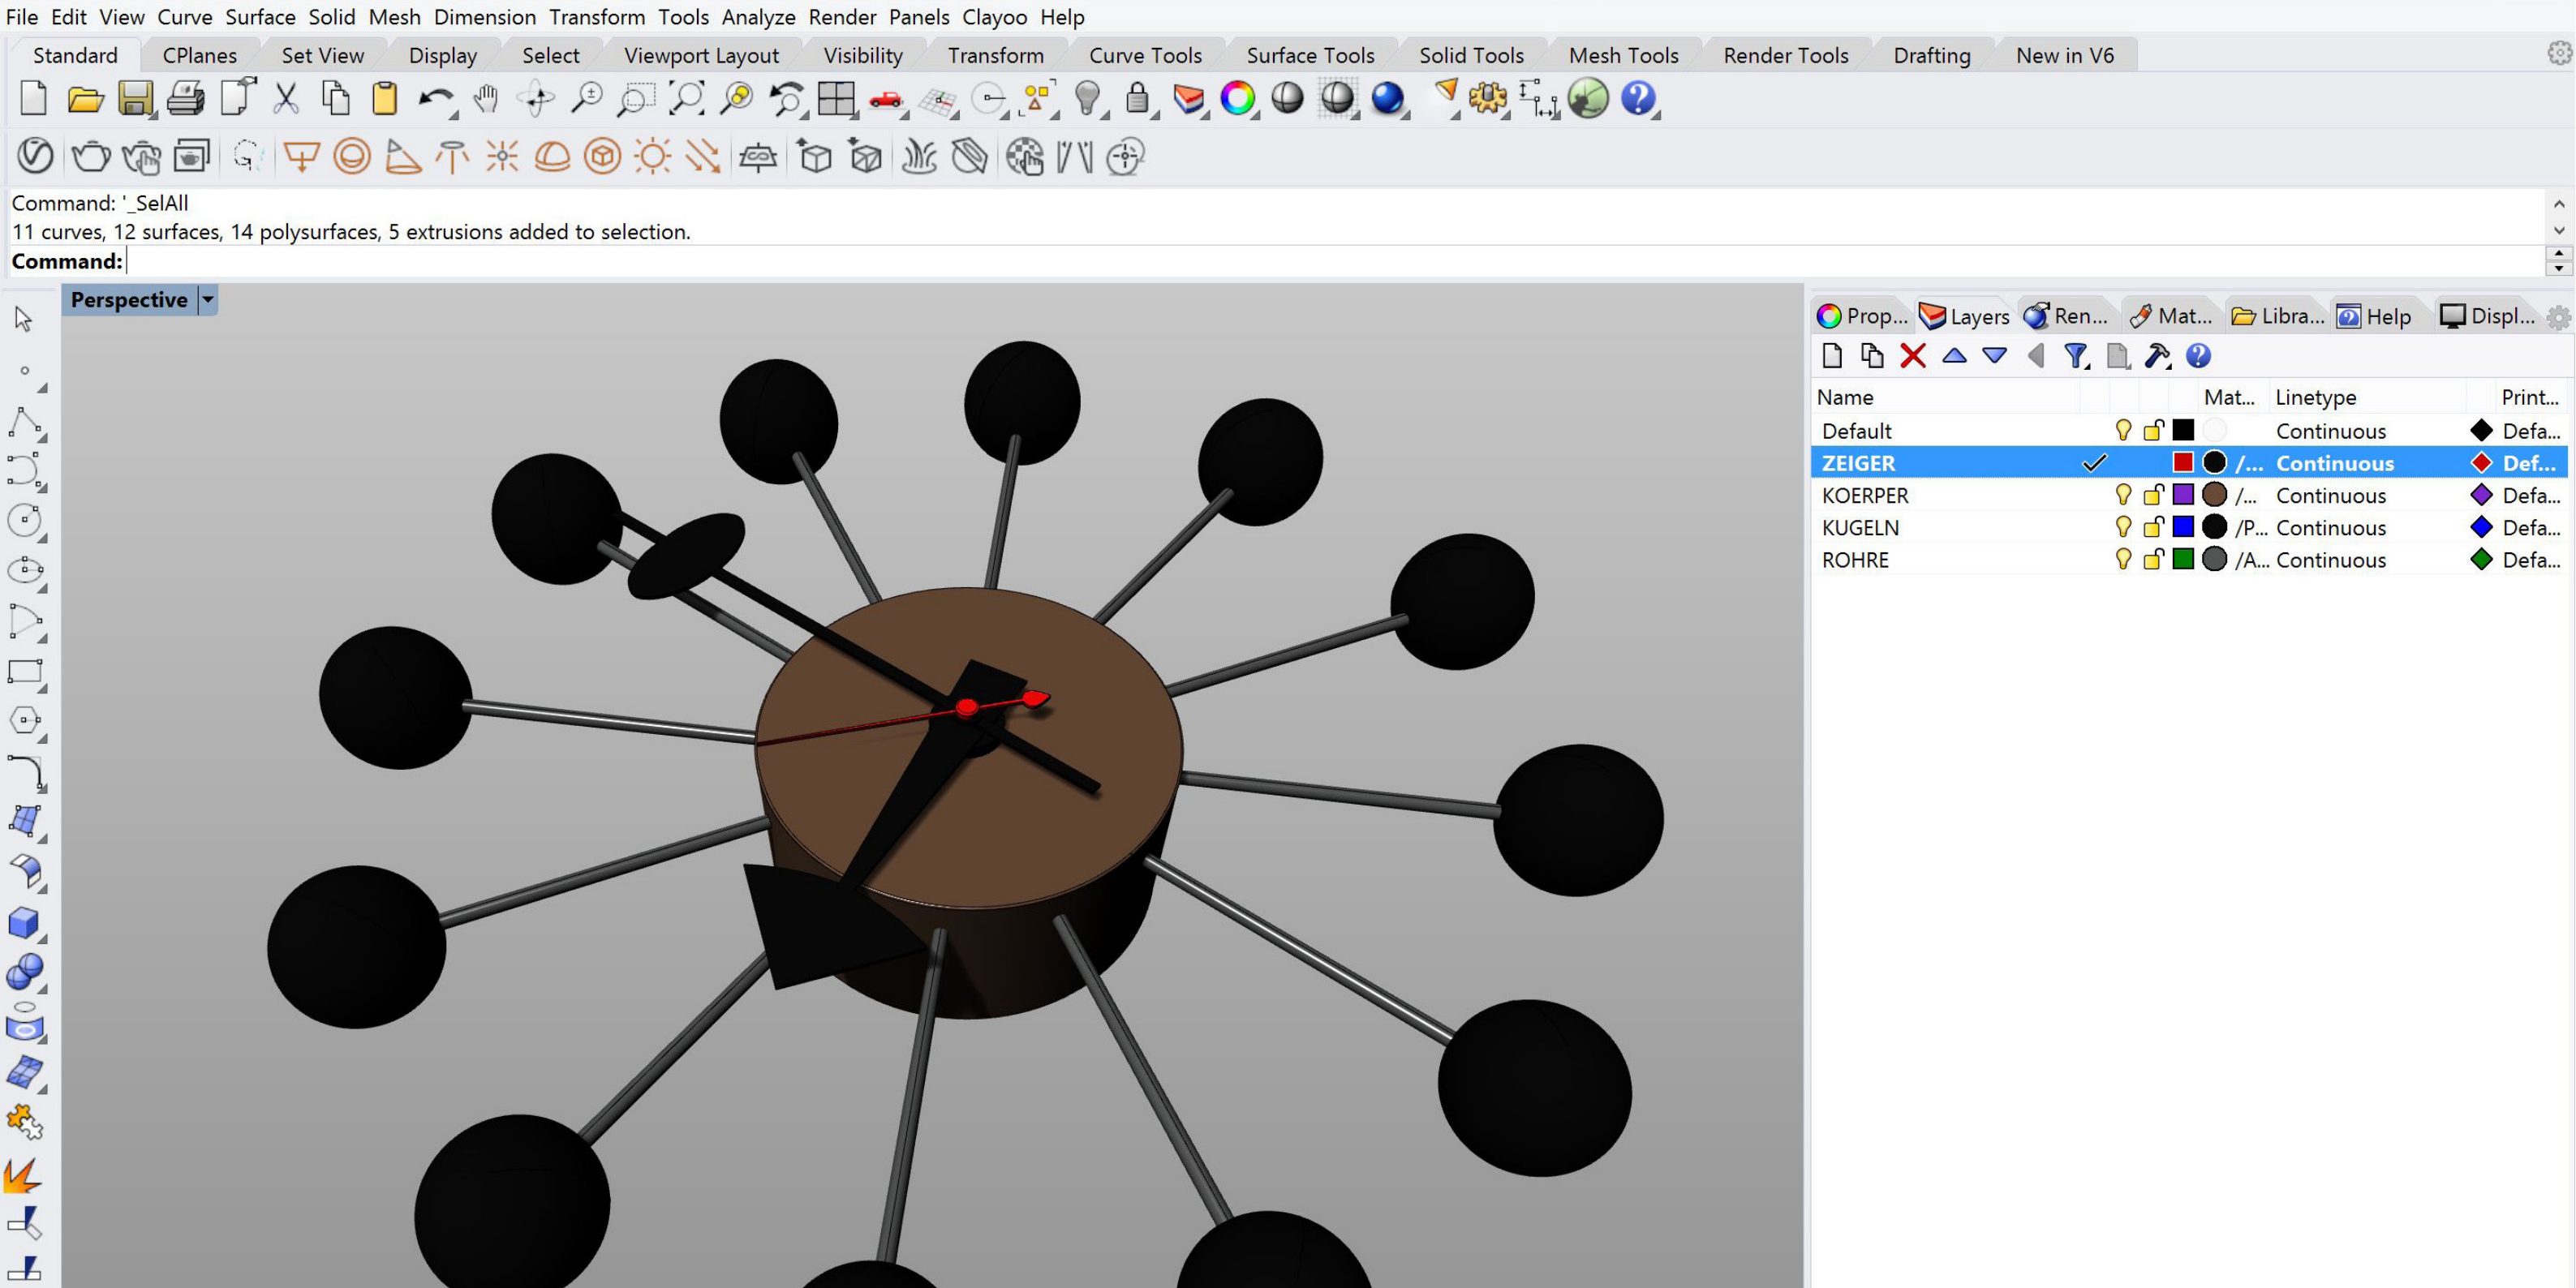 File Edit View Curve Surface Solid Mesh Dimension Transform Tools Analyze Render Panels Clayoo Help
Standard CPlanes Set View Display Select Viewport Layout Visibility Transform Curve Tools Surface Tools Solid Tools Mesh Tools Render Tools Drafting New in V6
Command: '_SelAll
11 curves, 12 surfaces, 14 polysurfaces, 5 extrusions added to selection.
Command:
Perspective
Prop... Layers Ren... Mat... Libra... Help Displ...
Name Mat... Linetype Print...
Default Continuous Defa...
ZEIGER /... Continuous Def...
KOERPER /... Continuous Defa...
KUGELN /P... Continuous Defa...
ROHRE /A... Continuous Defa...